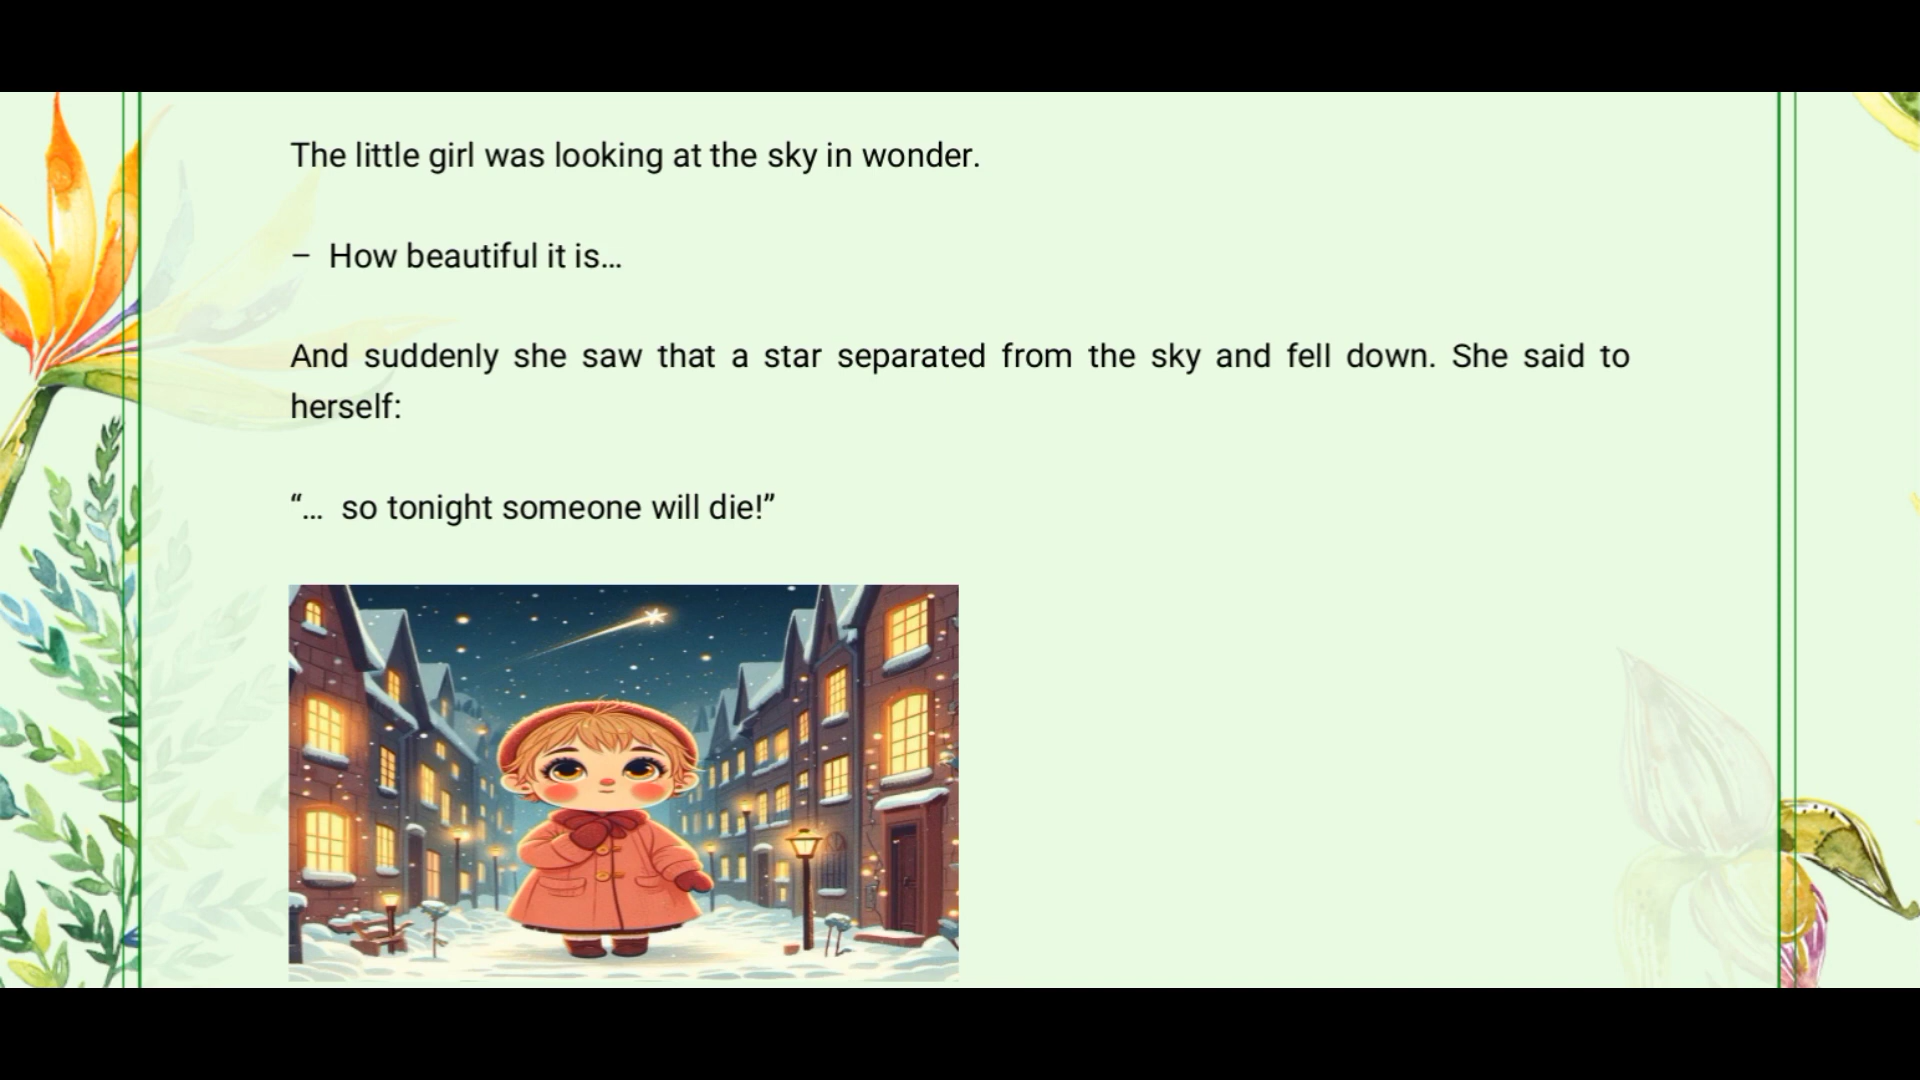 The little girl was looking at the sky in wonder.
– How beautiful it is…
And suddenly she saw that a star separated from the sky and fell down. She said to
herself:
“… so tonight someone will die!”